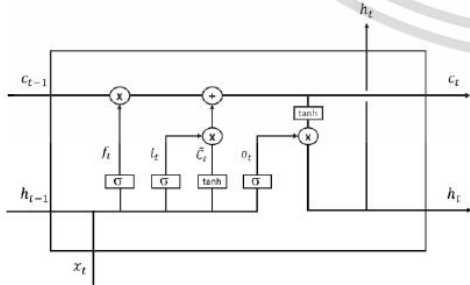 h_t
c_{t-1}
c_t
x
+
tanh
f_t
i_t
x
C̃_t
o_t
x
σ
σ
tanh
σ
h_{t-1}
h_t
x_t